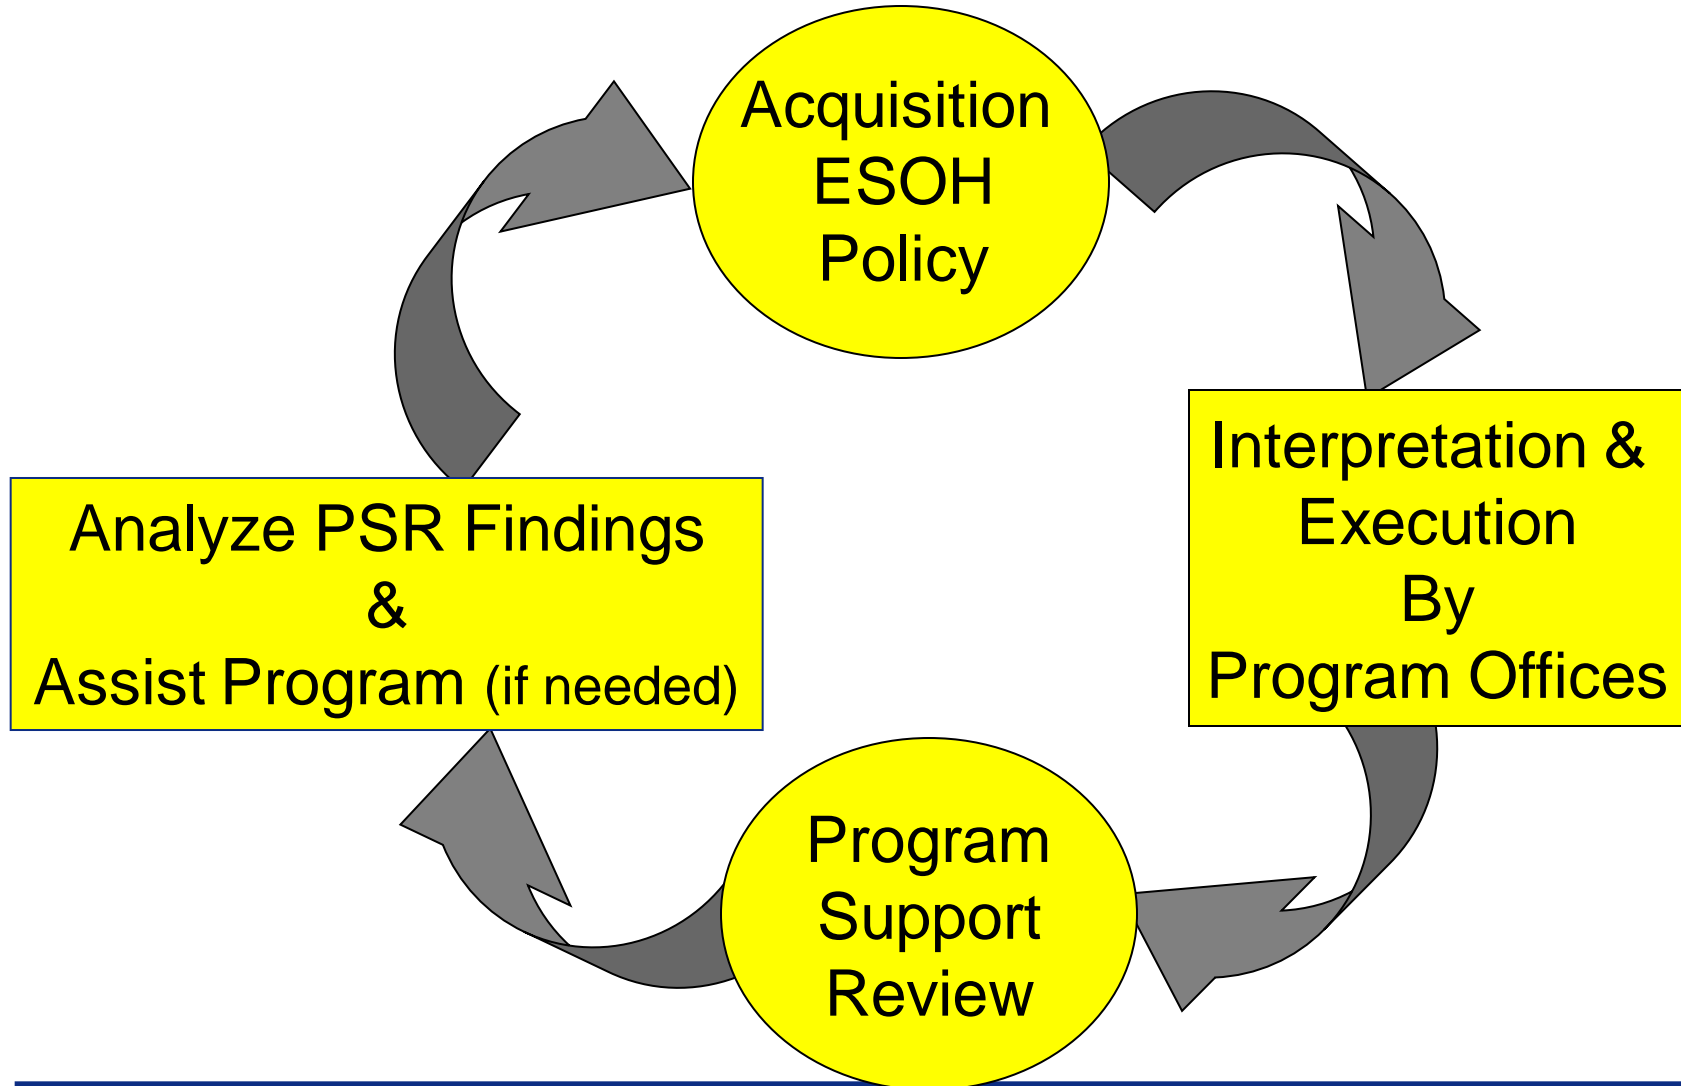 Acquisition
ESOH
Policy
Interpretation &
Execution
By
Program Offices
Analyze PSR Findings
&
Assist Program (if needed)
Program
Support
Review